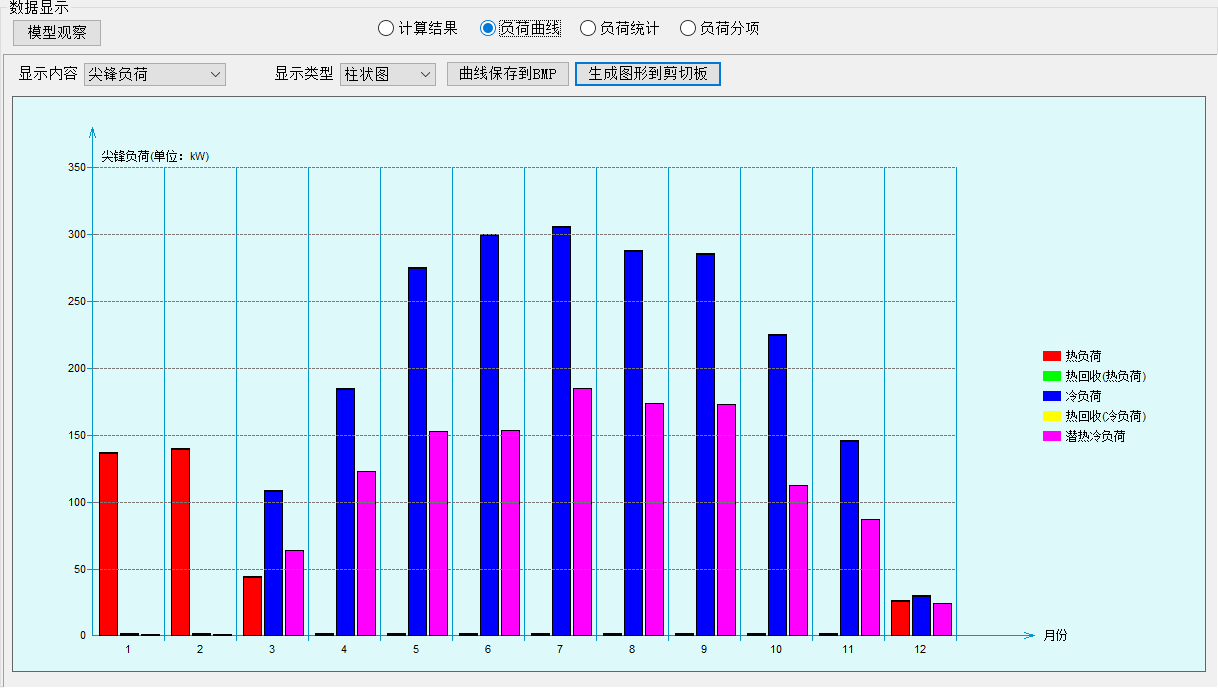 数据显示
模型观察
计算结果 负荷曲线 负荷统计 负荷分项
显示内容 尖锋负荷 显示类型 柱状图 曲线保存到BMP 生成图形到剪切板
尖锋负荷(单位：kW)
350
300
250
200
150
100
50
0
1 2 3 4 5 6 7 8 9 10 11 12
月份
热负荷
热回收(热负荷)
冷负荷
热回收(冷负荷)
潜热冷负荷